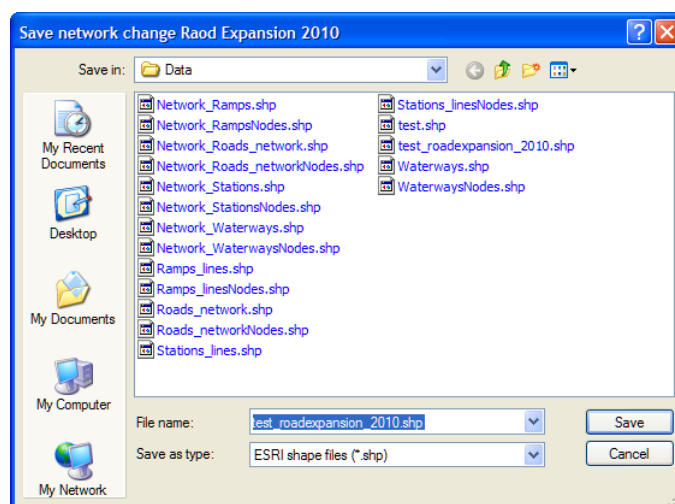 Save network change Raod Expansion 2010
Save in:
Data
My Recent
Documents
Desktop
My Documents
My Computer
My Network
Network_Ramps.shp
Network_RampsNodes.shp
Network_Roads_network.shp
Network_Roads_networkNodes.shp
Network_Stations.shp
Network_StationsNodes.shp
Network_Waterways.shp
Network_WaterwaysNodes.shp
Ramps_lines.shp
Ramps_linesNodes.shp
Roads_network.shp
Roads_networkNodes.shp
Stations_lines.shp
Stations_linesNodes.shp
test.shp
test_roadexpansion_2010.shp
Waterways.shp
WaterwaysNodes.shp
File name:
test_roadexpansion_2010.shp
Save
Save as type:
ESRI shape files (*.shp)
Cancel